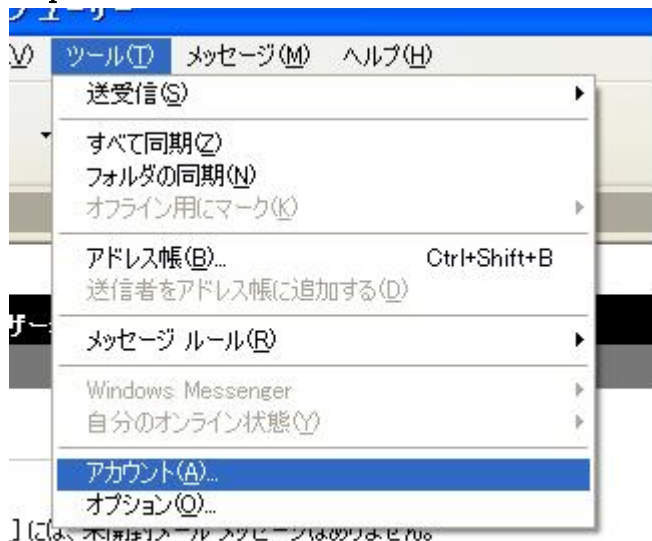 ーザー
(V) ツール(T) メッセージ(M) ヘルプ(H)
送受信(S)
すべて同期(Z)
フォルダの同期(N)
オフライン用にマーク(K)
アドレス帳(B)... Ctrl+Shift+B
送信者をアドレス帳に追加する(D)
ザー
メッセージ ルール(R)
Windows Messenger
自分のオンライン状態(Y)
アカウント(A)...
オプション(O)...
] には、未開封メール メッセージはありません。